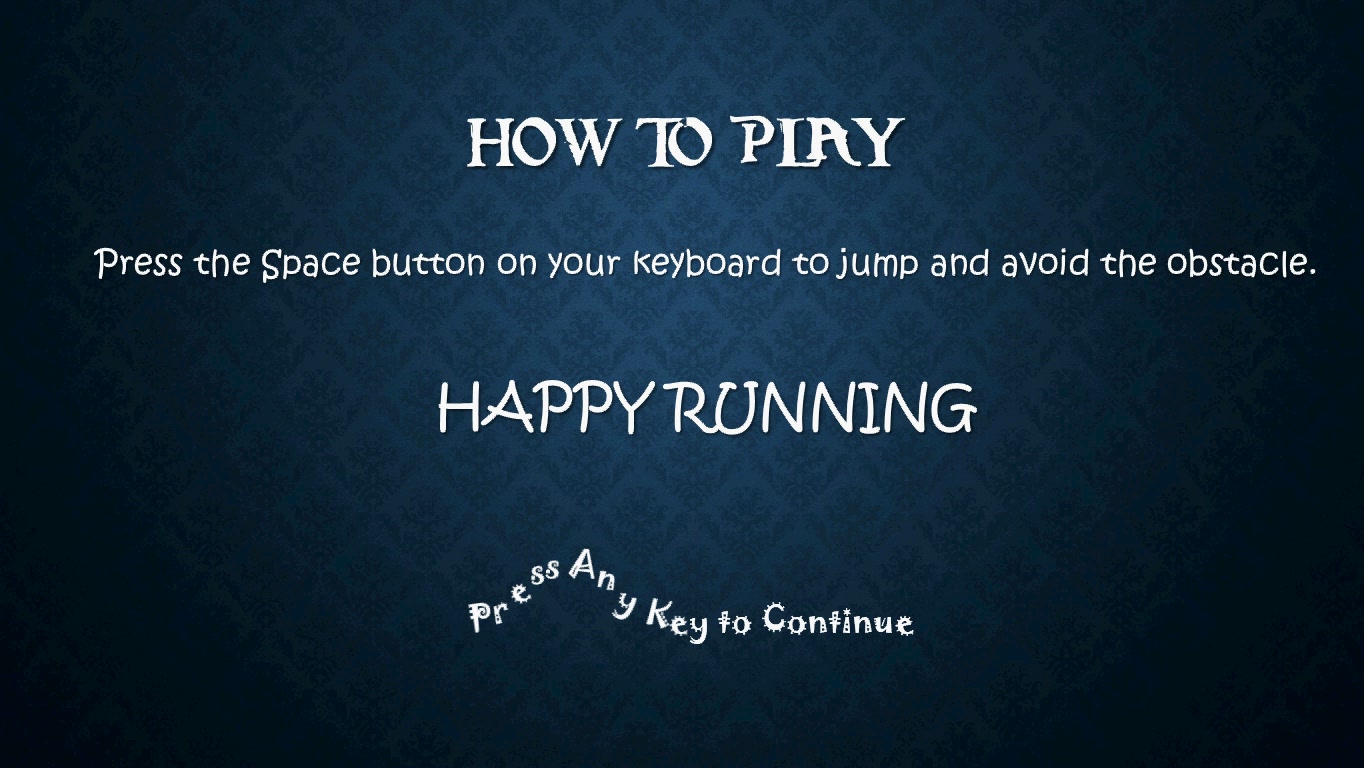 HOW TO PLAY
Press the Space button on your keyboard to jump and avoid the obstacle.
HAPPY RUNNING
Press Any Key to Continue